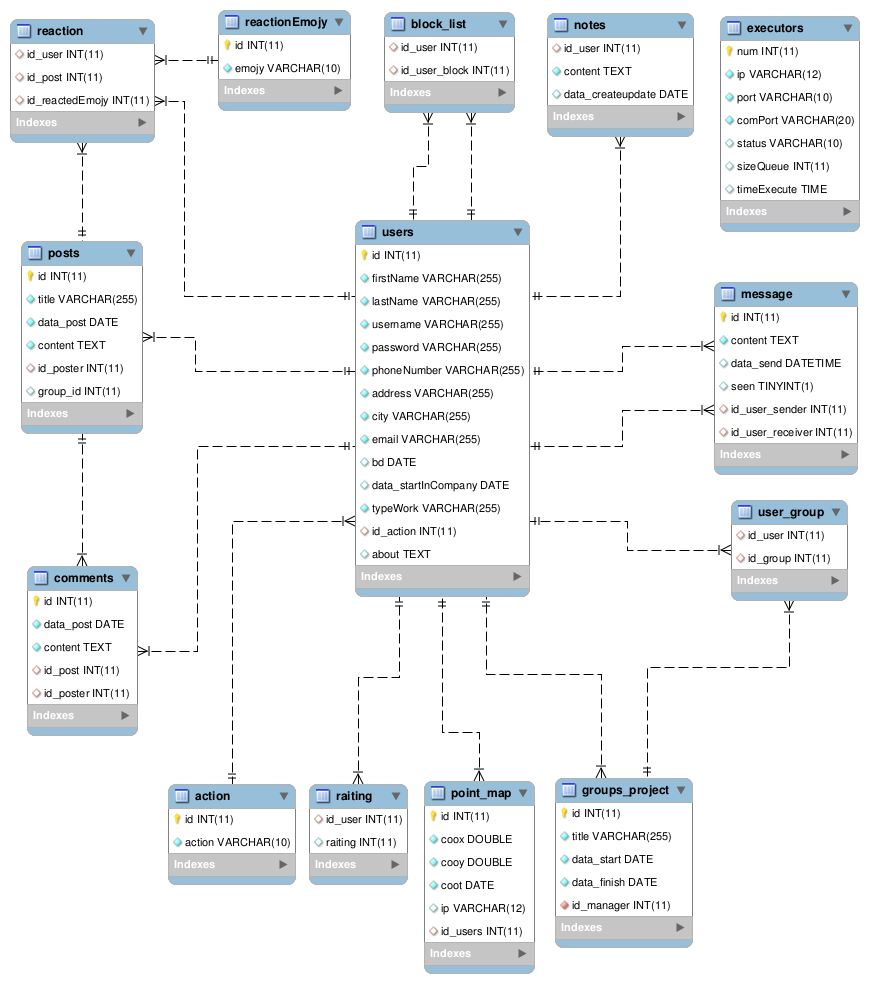 reaction
id_user INT(11)
id_post INT(11)
id_reactedEmojy INT(11)
Indexes
reactionEmojy
id INT(11)
emojy VARCHAR(10)
Indexes
block_list
id_user INT(11)
id_user_block INT(11)
Indexes
notes
id_user INT(11)
content TEXT
data_createupdate DATE
Indexes
executors
num INT(11)
ip VARCHAR(12)
port VARCHAR(10)
comPort VARCHAR(20)
status VARCHAR(10)
sizeQueue INT(11)
timeExecute TIME
Indexes
posts
id INT(11)
title VARCHAR(255)
data_post DATE
content TEXT
id_poster INT(11)
group_id INT(11)
Indexes
users
id INT(11)
firstName VARCHAR(255)
lastName VARCHAR(255)
username VARCHAR(255)
password VARCHAR(255)
phoneNumber VARCHAR(255)
address VARCHAR(255)
city VARCHAR(255)
email VARCHAR(255)
bd DATE
data_startInCompany DATE
typeWork VARCHAR(255)
id_action INT(11)
about TEXT
Indexes
message
id INT(11)
content TEXT
data_send DATETIME
seen TINYINT(1)
id_user_sender INT(11)
id_user_receiver INT(11)
Indexes
user_group
id_user INT(11)
id_group INT(11)
Indexes
comments
id INT(11)
data_post DATE
content TEXT
id_post INT(11)
id_poster INT(11)
Indexes
action
id INT(11)
action VARCHAR(10)
Indexes
raiting
id_user INT(11)
raiting INT(11)
Indexes
point_map
id INT(11)
coox DOUBLE
cooy DOUBLE
coot DATE
ip VARCHAR(12)
id_users INT(11)
Indexes
groups_project
id INT(11)
title VARCHAR(255)
data_start DATE
data_finish DATE
id_manager INT(11)
Indexes